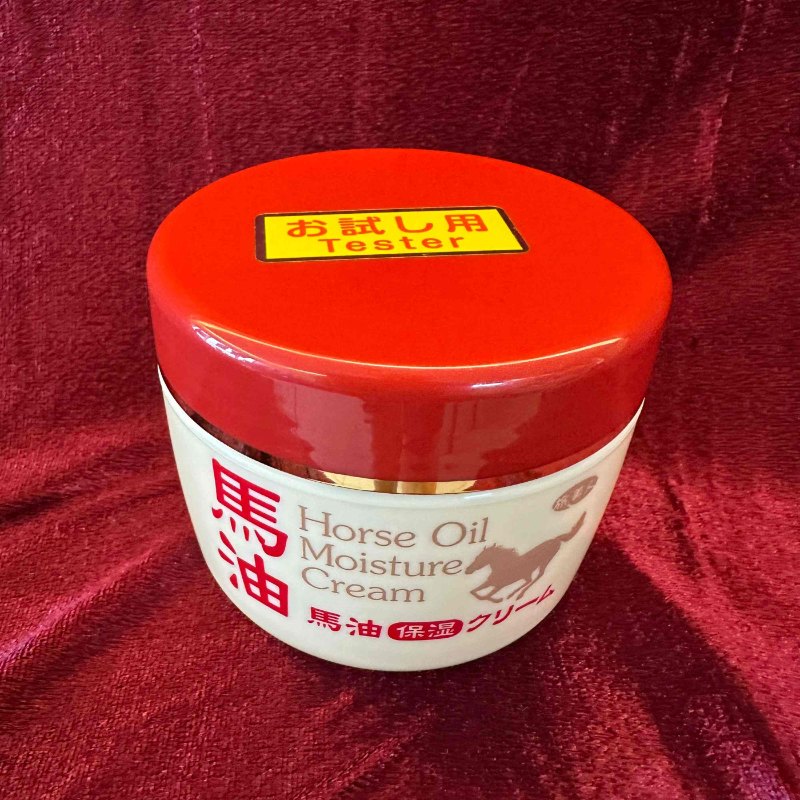 お試し用
Tester
馬油
Horse Oil
Moisture
Cream
馬油保湿クリーム